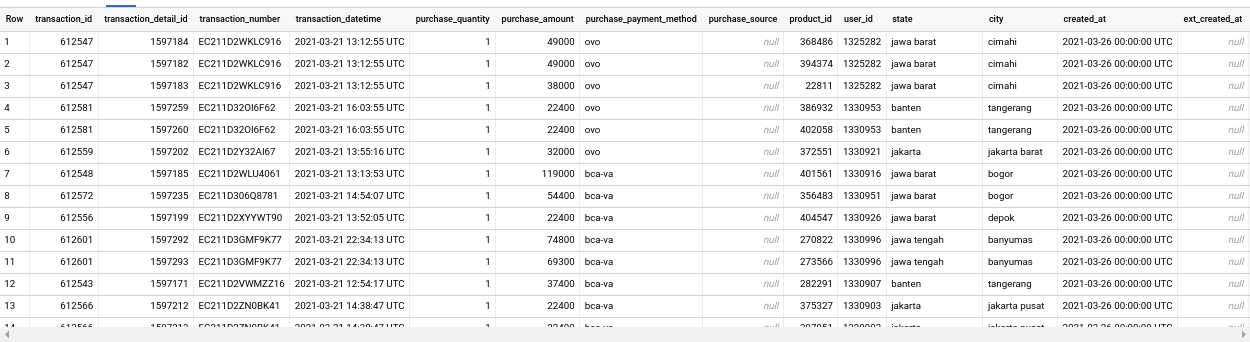 Row transaction_id transaction_detail_id transaction_number transaction_datetime purchase_quantity purchase_amount purchase_payment_method purchase_source product_id user_id state city created_at ext_created_at
1 612547 1597184 EC211D2WKLC916 2021-03-21 13:12:55 UTC 1 49000 ovo null 368486 1325282 jawa barat cimahi 2021-03-26 00:00:00 UTC null
2 612547 1597182 EC211D2WKLC916 2021-03-21 13:12:55 UTC 1 49000 ovo null 394374 1325282 jawa barat cimahi 2021-03-26 00:00:00 UTC null
3 612547 1597183 EC211D2WKLC916 2021-03-21 13:12:55 UTC 1 38000 ovo null 22811 1325282 jawa barat cimahi 2021-03-26 00:00:00 UTC null
4 612581 1597259 EC211D32OI6F62 2021-03-21 16:03:55 UTC 1 22400 ovo null 386932 1330953 banten tangerang 2021-03-26 00:00:00 UTC null
5 612581 1597260 EC211D32OI6F62 2021-03-21 16:03:55 UTC 1 22400 ovo null 402058 1330953 banten tangerang 2021-03-26 00:00:00 UTC null
6 612559 1597202 EC211D2Y32AI67 2021-03-21 13:55:16 UTC 1 32000 ovo null 372551 1330921 jakarta jakarta barat 2021-03-26 00:00:00 UTC null
7 612548 1597185 EC211D2WLU4061 2021-03-21 13:13:53 UTC 1 119000 bca-va null 401561 1330916 jawa barat bogor 2021-03-26 00:00:00 UTC null
8 612572 1597235 EC211D306Q8781 2021-03-21 14:54:07 UTC 1 54400 bca-va null 356483 1330951 jawa barat bogor 2021-03-26 00:00:00 UTC null
9 612556 1597199 EC211D2XYYWT90 2021-03-21 13:52:05 UTC 1 22400 bca-va null 404547 1330926 jawa barat depok 2021-03-26 00:00:00 UTC null
10 612601 1597292 EC211D3GMF9K77 2021-03-21 22:34:13 UTC 1 74800 bca-va null 270822 1330996 jawa tengah banyumas 2021-03-26 00:00:00 UTC null
11 612601 1597293 EC211D3GMF9K77 2021-03-21 22:34:13 UTC 1 69300 bca-va null 273566 1330996 jawa tengah banyumas 2021-03-26 00:00:00 UTC null
12 612543 1597171 EC211D2VWMZZ16 2021-03-21 12:54:17 UTC 1 37400 bca-va null 282291 1330907 banten tangerang 2021-03-26 00:00:00 UTC null
13 612566 1597212 EC211D2ZN0BK41 2021-03-21 14:38:47 UTC 1 22400 bca-va null 375327 1330903 jakarta jakarta pusat 2021-03-26 00:00:00 UTC null